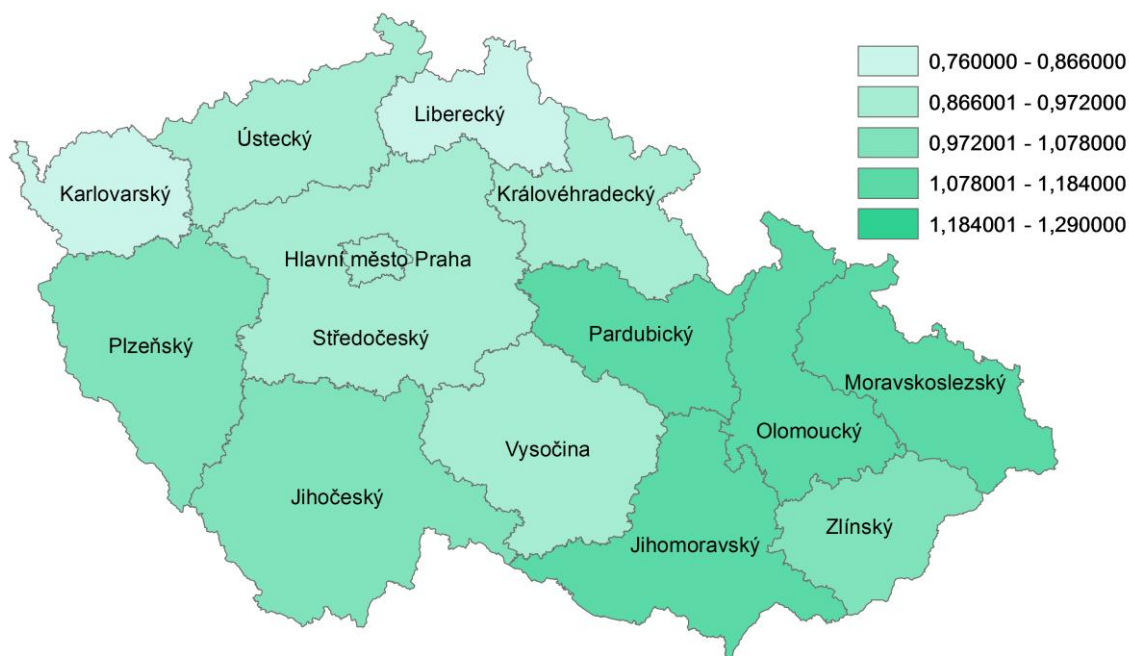 0,760000 - 0,866000
0,866001 - 0,972000
0,972001 - 1,078000
1,078001 - 1,184000
1,184001 - 1,290000
Liberecký
Ústecký
Karlovarský
Královéhradecký
Hlavní město Praha
Středočeský
Plzeňský
Pardubický
Moravskoslezský
Olomoucký
Vysočina
Jihočeský
Zlínský
Jihomoravský